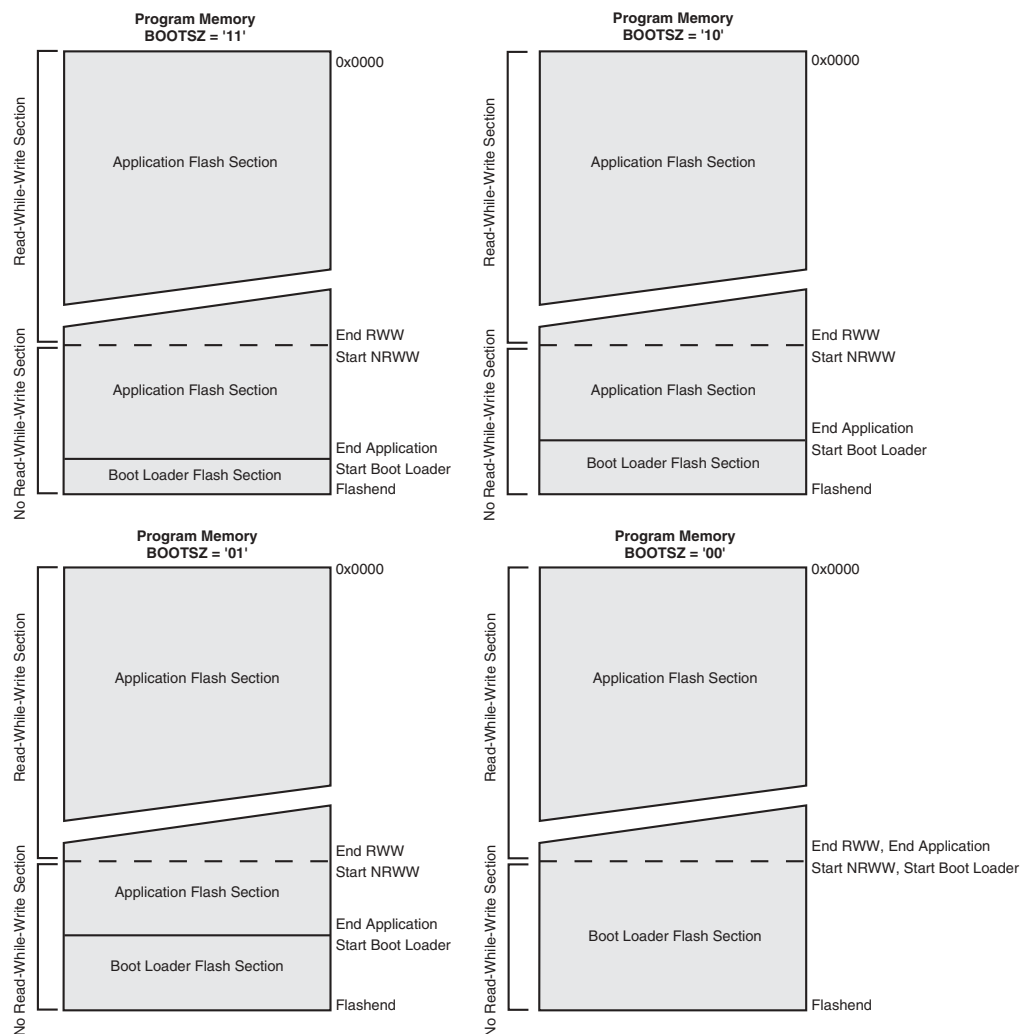 Program Memory
BOOTSZ = '11'
0x0000
Read-While-Write Section
Application Flash Section
End RWW
Start NRWW
No Read-While-Write Section
Application Flash Section
End Application
Start Boot Loader
Boot Loader Flash Section
Flashend
Program Memory
BOOTSZ = '10'
0x0000
Read-While-Write Section
Application Flash Section
End RWW
Start NRWW
No Read-While-Write Section
Application Flash Section
End Application
Start Boot Loader
Boot Loader Flash Section
Flashend
Program Memory
BOOTSZ = '01'
0x0000
Read-While-Write Section
Application Flash Section
End RWW
Start NRWW
No Read-While-Write Section
Application Flash Section
End Application
Start Boot Loader
Boot Loader Flash Section
Flashend
Program Memory
BOOTSZ = '00'
0x0000
Read-While-Write Section
Application Flash Section
End RWW, End Application
Start NRWW, Start Boot Loader
No Read-While-Write Section
Boot Loader Flash Section
Flashend